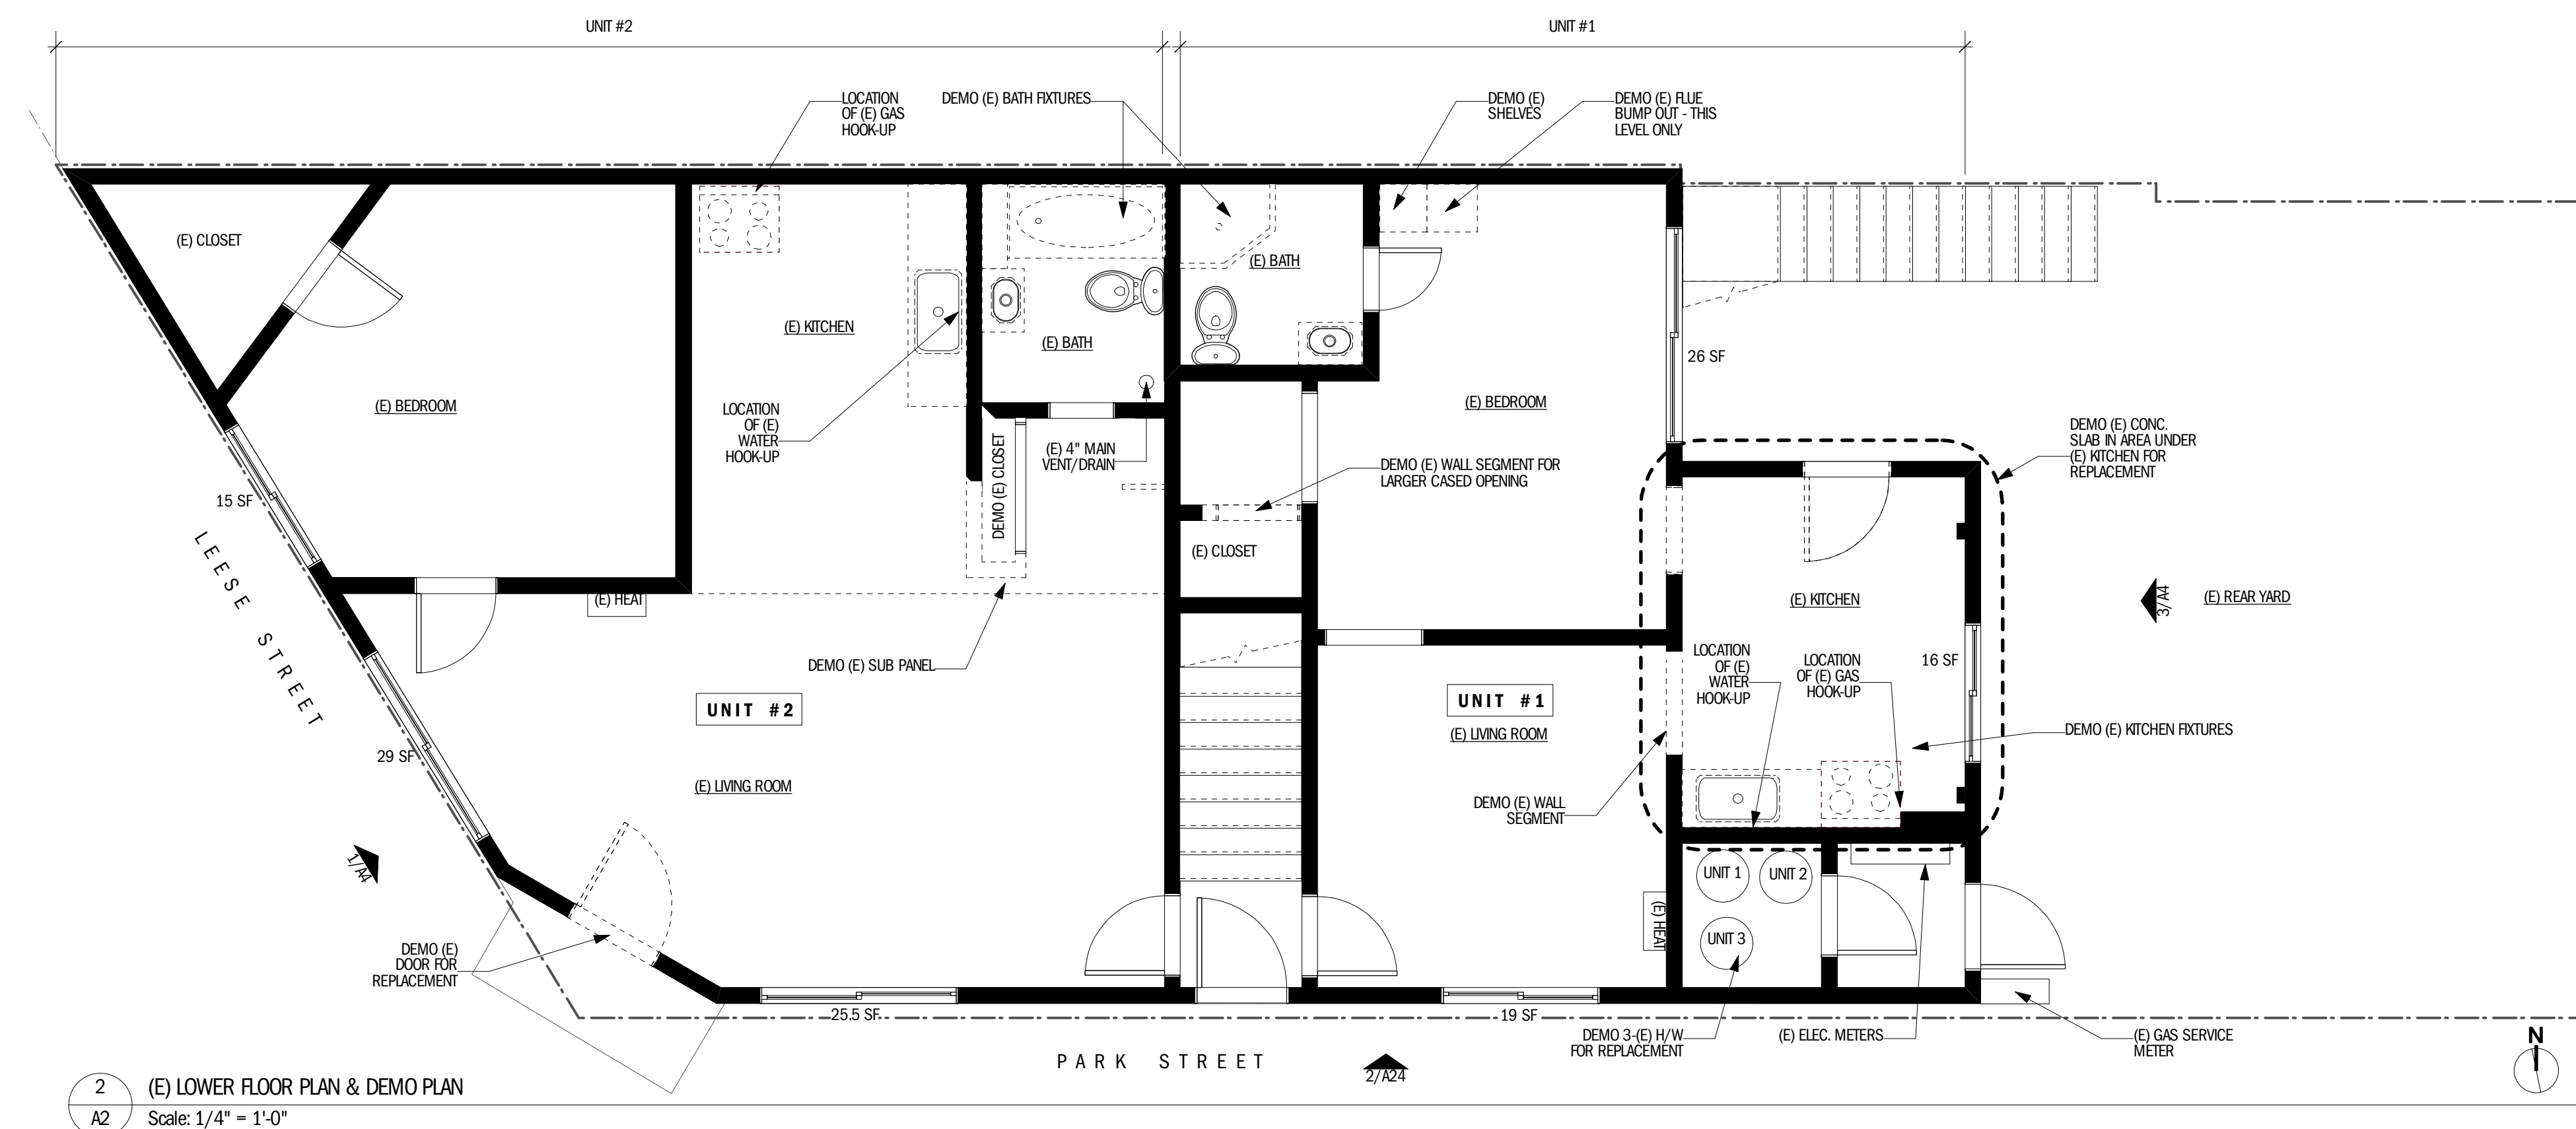 UNIT #2
UNIT #1
LOCATION
OF (E) GAS
HOOK-UP
DEMO (E) BATH FIXTURES
DEMO (E)
SHELVES
DEMO (E) FLUE
BUMP OUT - THIS
LEVEL ONLY
(E) CLOSET
(E) BEDROOM
(E) KITCHEN
LOCATION
OF (E)
WATER
HOOK-UP
(E) BATH
(E) BATH
DEMO (E) CLOSET
(E) 4" MAIN
VENT/DRAIN
(E) BEDROOM
26 SF
DEMO (E) WALL SEGMENT FOR
LARGER CASED OPENING
DEMO (E) CONC.
SLAB IN AREA UNDER
(E) KITCHEN FOR
REPLACEMENT
15 SF
LEESE STREET
(E) CLOSET
(E) HEAT
(E) KITCHEN
3/A4
(E) REAR YARD
DEMO (E) SUB PANEL
LOCATION
OF (E)
WATER
HOOK-UP
LOCATION
OF (E) GAS
HOOK-UP
16 SF
UNIT #2
UNIT #1
(E) LIVING ROOM
DEMO (E) KITCHEN FIXTURES
29 SF
(E) LIVING ROOM
DEMO (E) WALL
SEGMENT
1/A4
UNIT 1
UNIT 2
UNIT 3
(E) HEAT
DEMO (E)
DOOR FOR
REPLACEMENT
25.5 SF
19 SF
DEMO 3-(E) H/W
FOR REPLACEMENT
(E) ELEC. METERS
(E) GAS SERVICE
METER
PARK STREET
2/A24
N
2
A2
(E) LOWER FLOOR PLAN & DEMO PLAN
Scale: 1/4" = 1'-0"